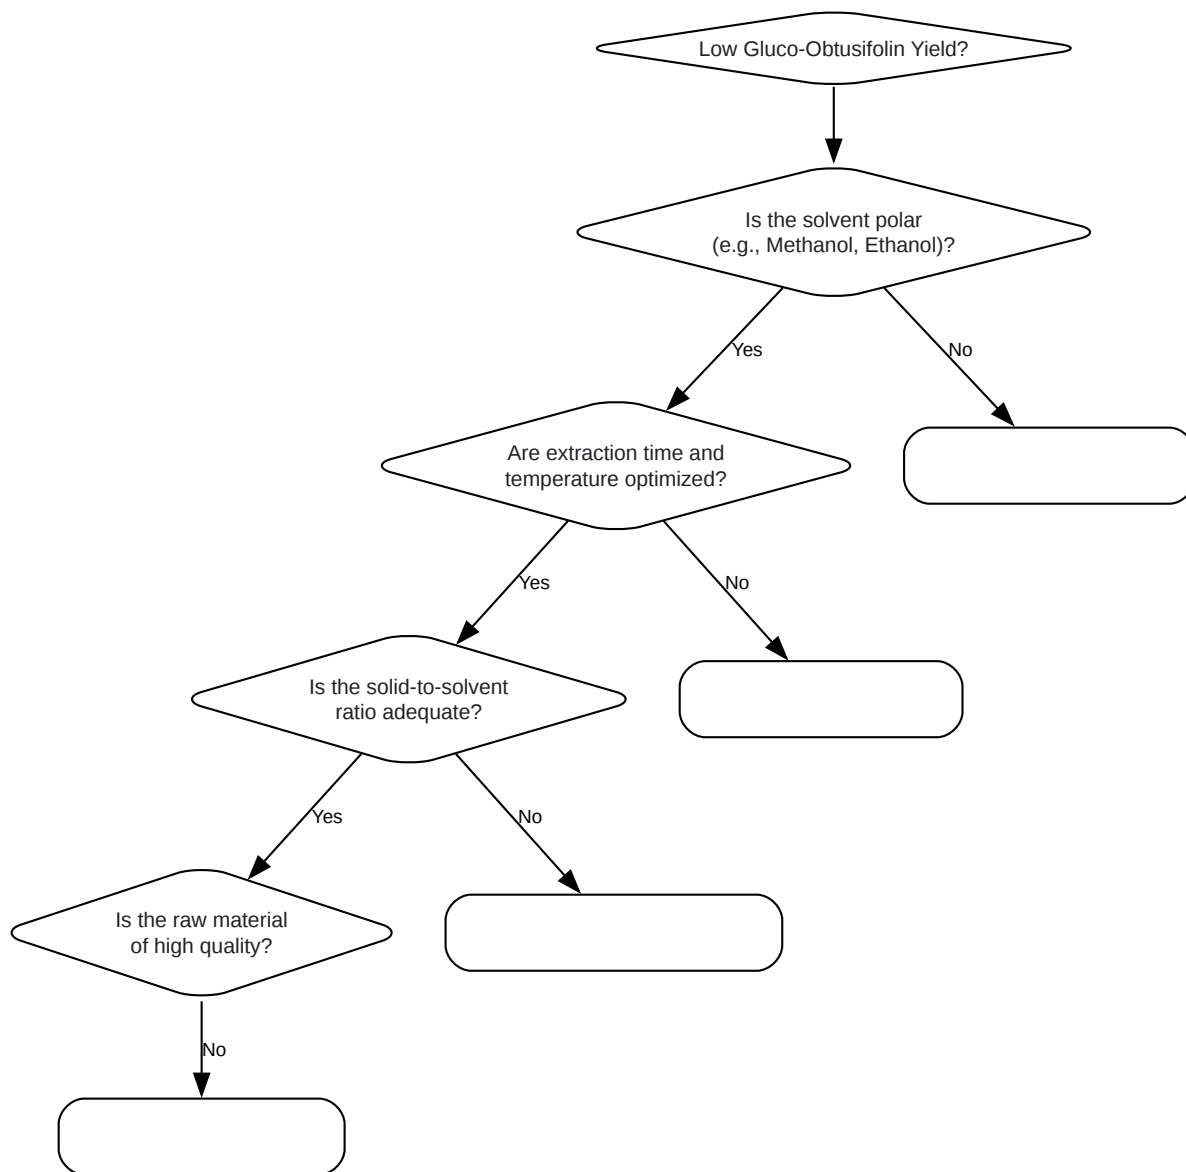 Low Gluco-Obtusifolin Yield?
Is the solvent polar
(e.g., Methanol, Ethanol)?
Yes
No
Are extraction time and
temperature optimized?
Yes
No
Is the solid-to-solvent
ratio adequate?
Yes
No
Is the raw material
of high quality?
No